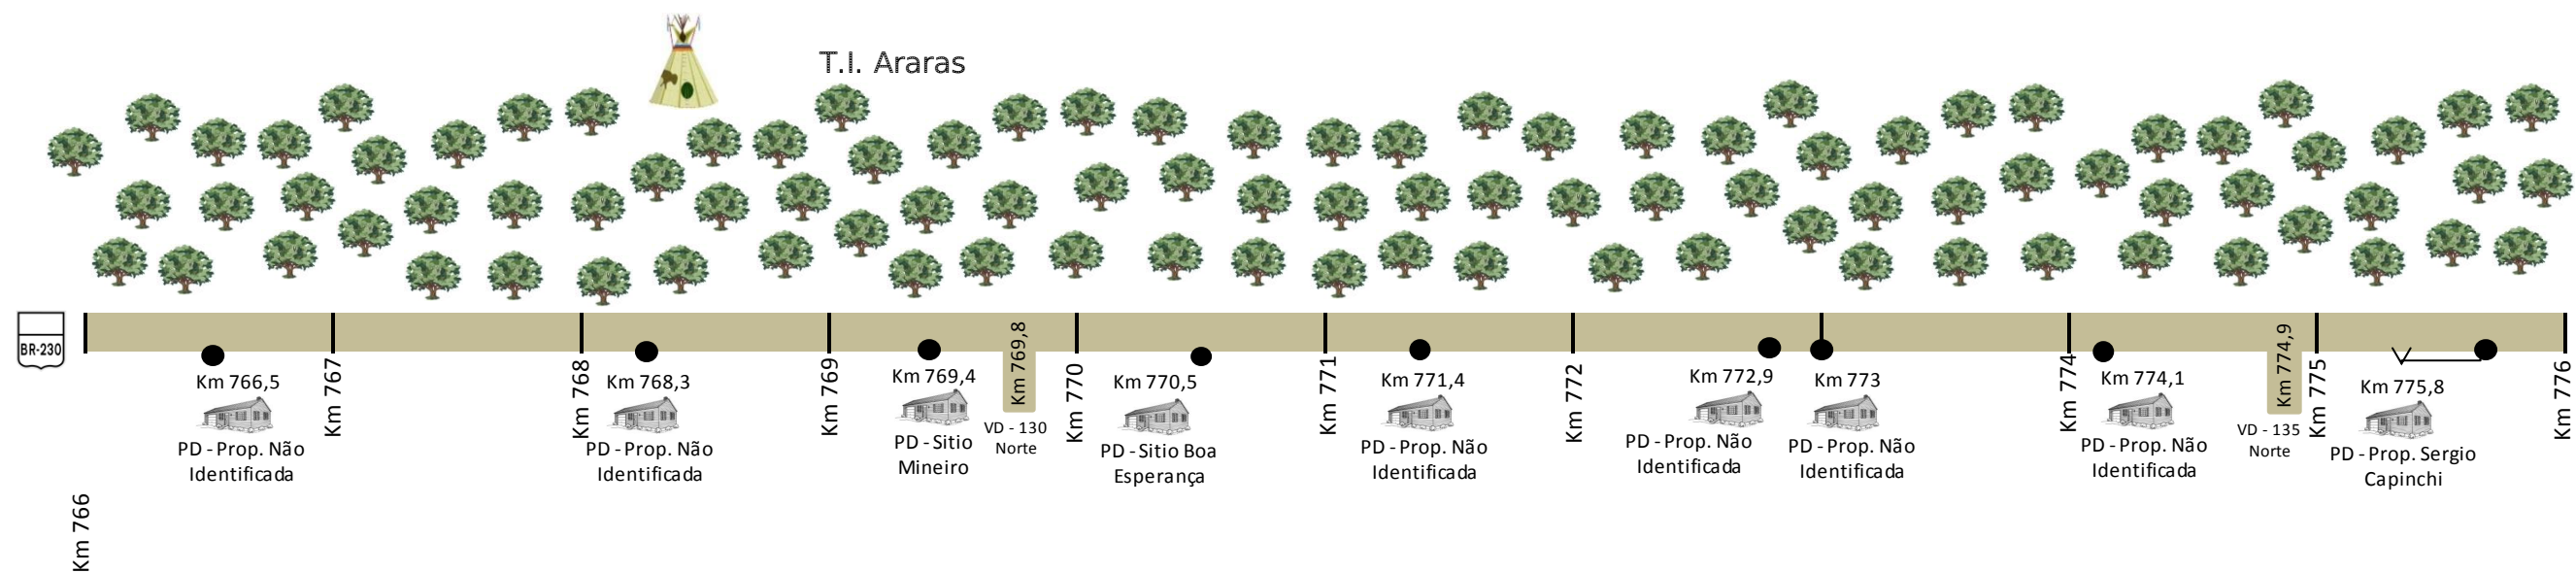 T.I. Araras
BR-230
Km 766
Km 766,5
PD - Prop. Não
Identificada
Km 767
Km 768
Km 768,3
PD - Prop. Não
Identificada
Km 769
Km 769,4
PD - Sitio
Mineiro
Km 769,8
VD - 130
Norte
Km 770
Km 770,5
PD - Sitio Boa
Esperança
Km 771
Km 771,4
PD - Prop. Não
Identificada
Km 772
Km 772,9
PD - Prop. Não
Identificada
Km 773
PD - Prop. Não
Identificada
Km 774
Km 774,1
PD - Prop. Não
Identificada
Km 774,9
VD - 135
Norte
Km 775
Km 775,8
PD - Prop. Sergio
Capinchi
Km 776